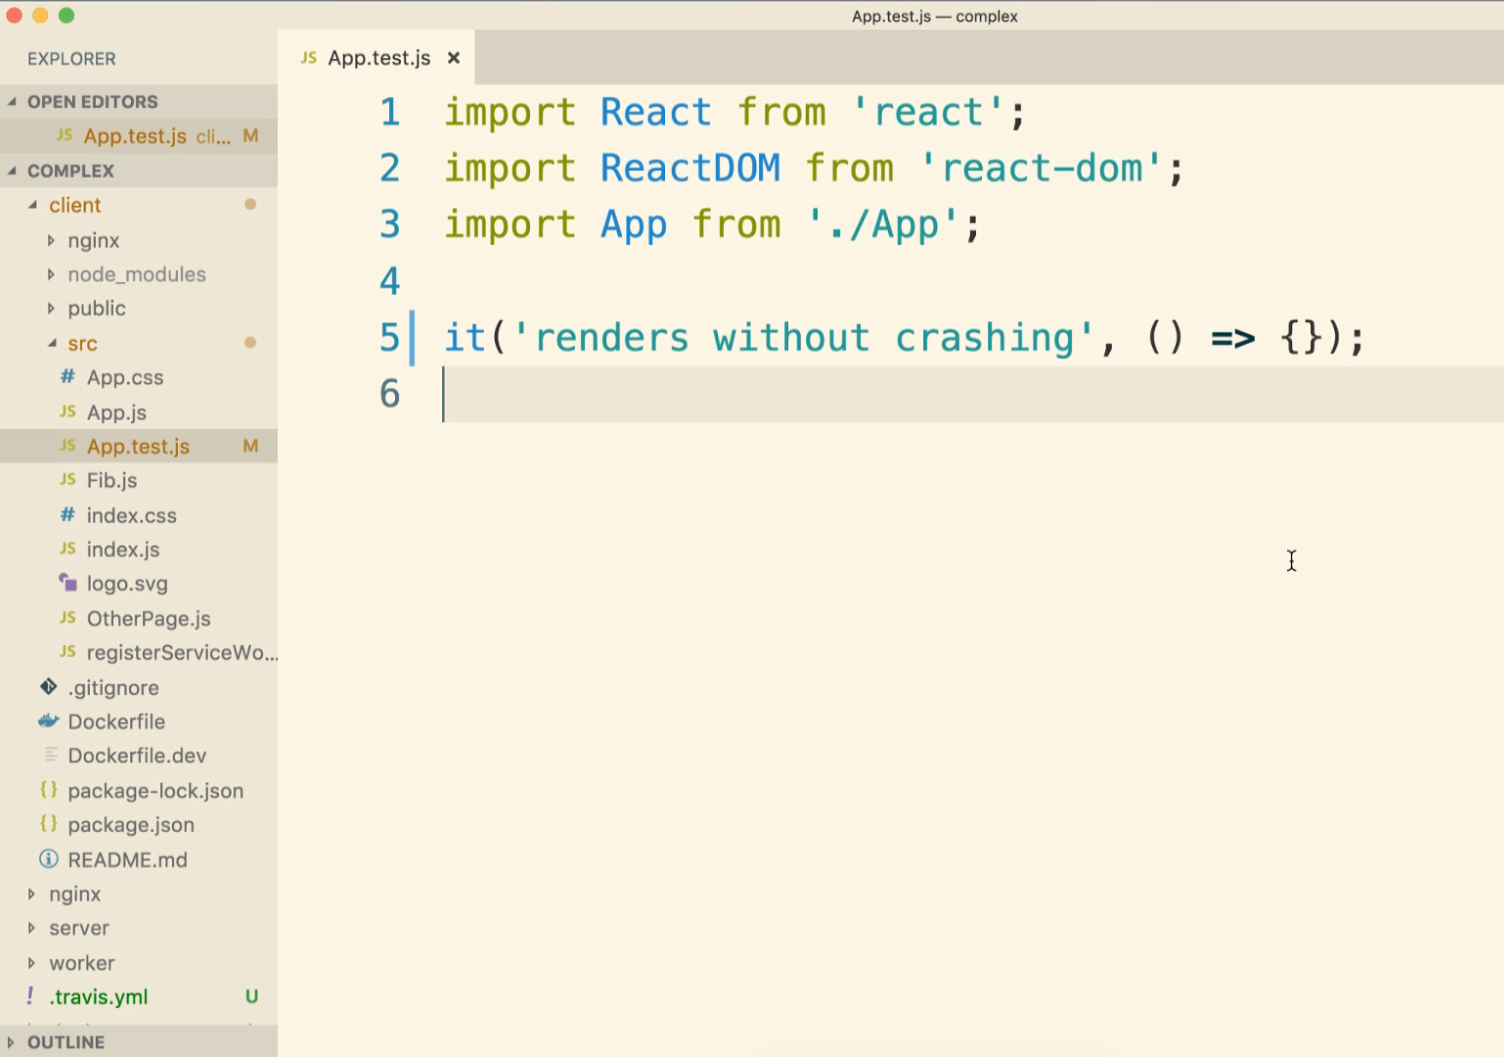 App.test.js — complex
EXPLORER
OPEN EDITORS
JS App.test.js cli... M
COMPLEX
client
nginx
node_modules
public
src
# App.css
JS App.js
JS App.test.js M
JS Fib.js
# index.css
JS index.js
logo.svg
JS OtherPage.js
JS registerServiceWo...
.gitignore
Dockerfile
Dockerfile.dev
{} package-lock.json
{} package.json
README.md
nginx
server
worker
! .travis.yml U
OUTLINE
JS App.test.js ×
1 import React from 'react';
2 import ReactDOM from 'react-dom';
3 import App from './App';
4
5 it('renders without crashing', () => {});
6